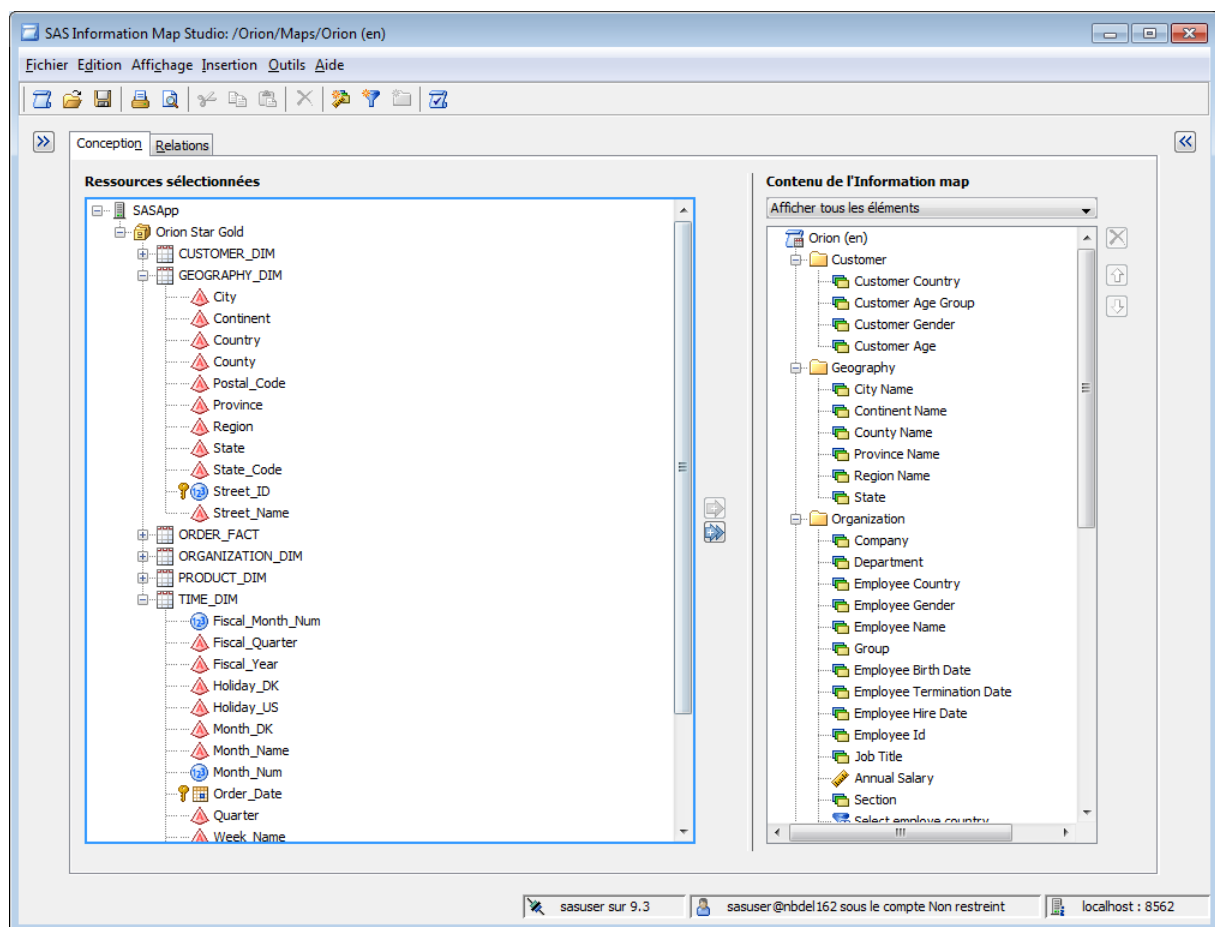 SAS Information Map Studio: /Orion/Maps/Orion (en)
Fichier Edition Affichage Insertion Outils Aide
Conception Relations
Ressources sélectionnées
SASApp
Orion Star Gold
CUSTOMER_DIM
GEOGRAPHY_DIM
City
Continent
Country
County
Postal_Code
Province
Region
State
State_Code
Street_ID
Street_Name
ORDER_FACT
ORGANIZATION_DIM
PRODUCT_DIM
TIME_DIM
Fiscal_Month_Num
Fiscal_Quarter
Fiscal_Year
Holiday_DK
Holiday_US
Month_DK
Month_Name
Month_Num
Order_Date
Quarter
Week_Name
Contenu de l'Information map
Afficher tous les éléments
Orion (en)
Customer
Customer Country
Customer Age Group
Customer Gender
Customer Age
Geography
City Name
Continent Name
County Name
Province Name
Region Name
State
Organization
Company
Department
Employee Country
Employee Gender
Employee Name
Group
Employee Birth Date
Employee Termination Date
Employee Hire Date
Employee Id
Job Title
Annual Salary
Section
Select employe country
sasuser sur 9.3
sasuser@nbdel162 sous le compte Non restreint
localhost : 8562